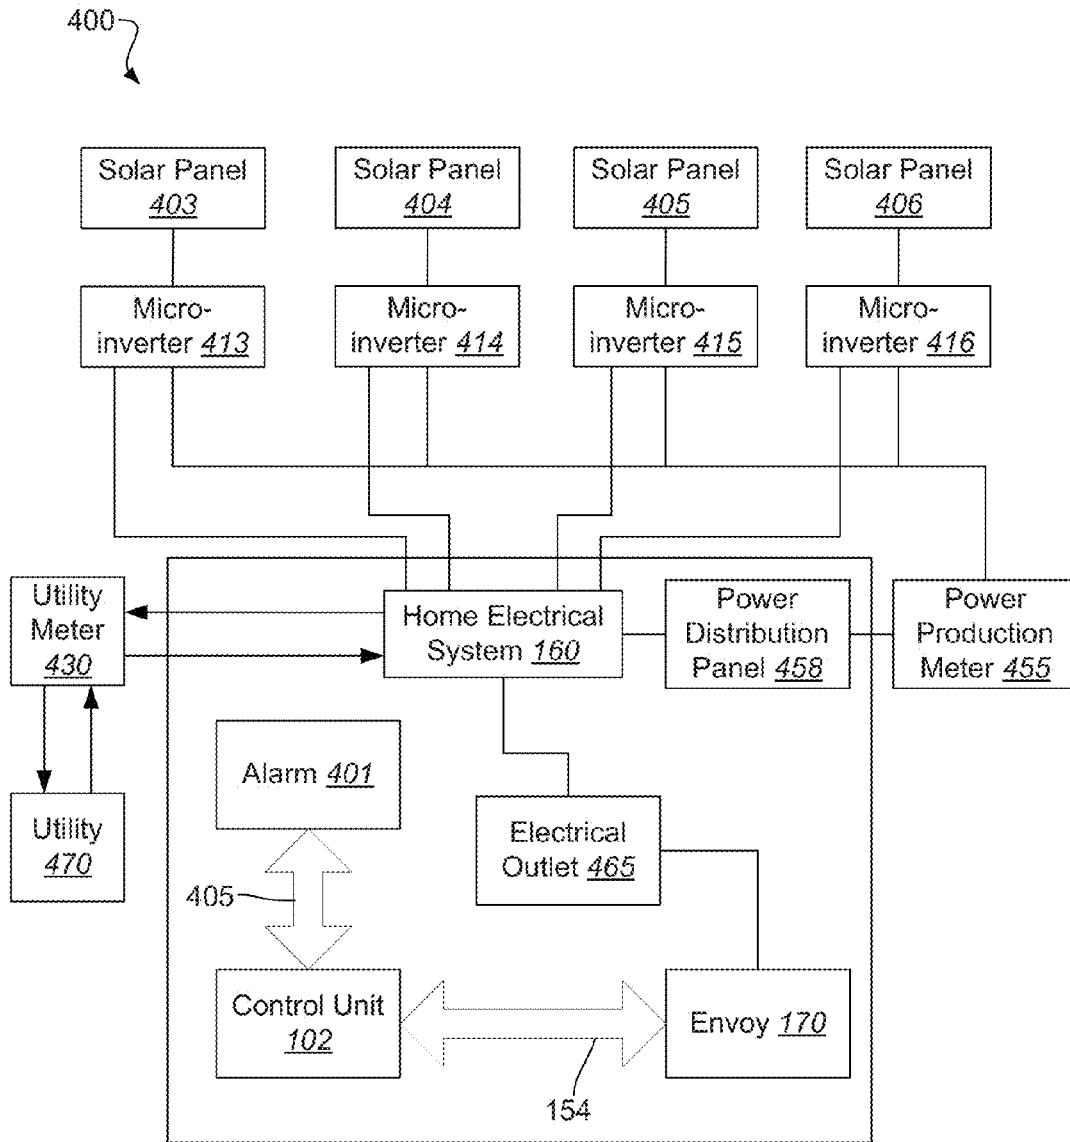 400
Solar Panel
403
Solar Panel
404
Solar Panel
405
Solar Panel
406
Micro-
inverter 413
Micro-
inverter 414
Micro-
inverter 415
Micro-
inverter 416
Utility
Meter
430
Home Electrical
System 160
Power
Distribution
Panel 458
Power
Production
Meter 455
Alarm 401
Utility
470
Electrical
Outlet 465
405
Control Unit
102
Envoy 170
154